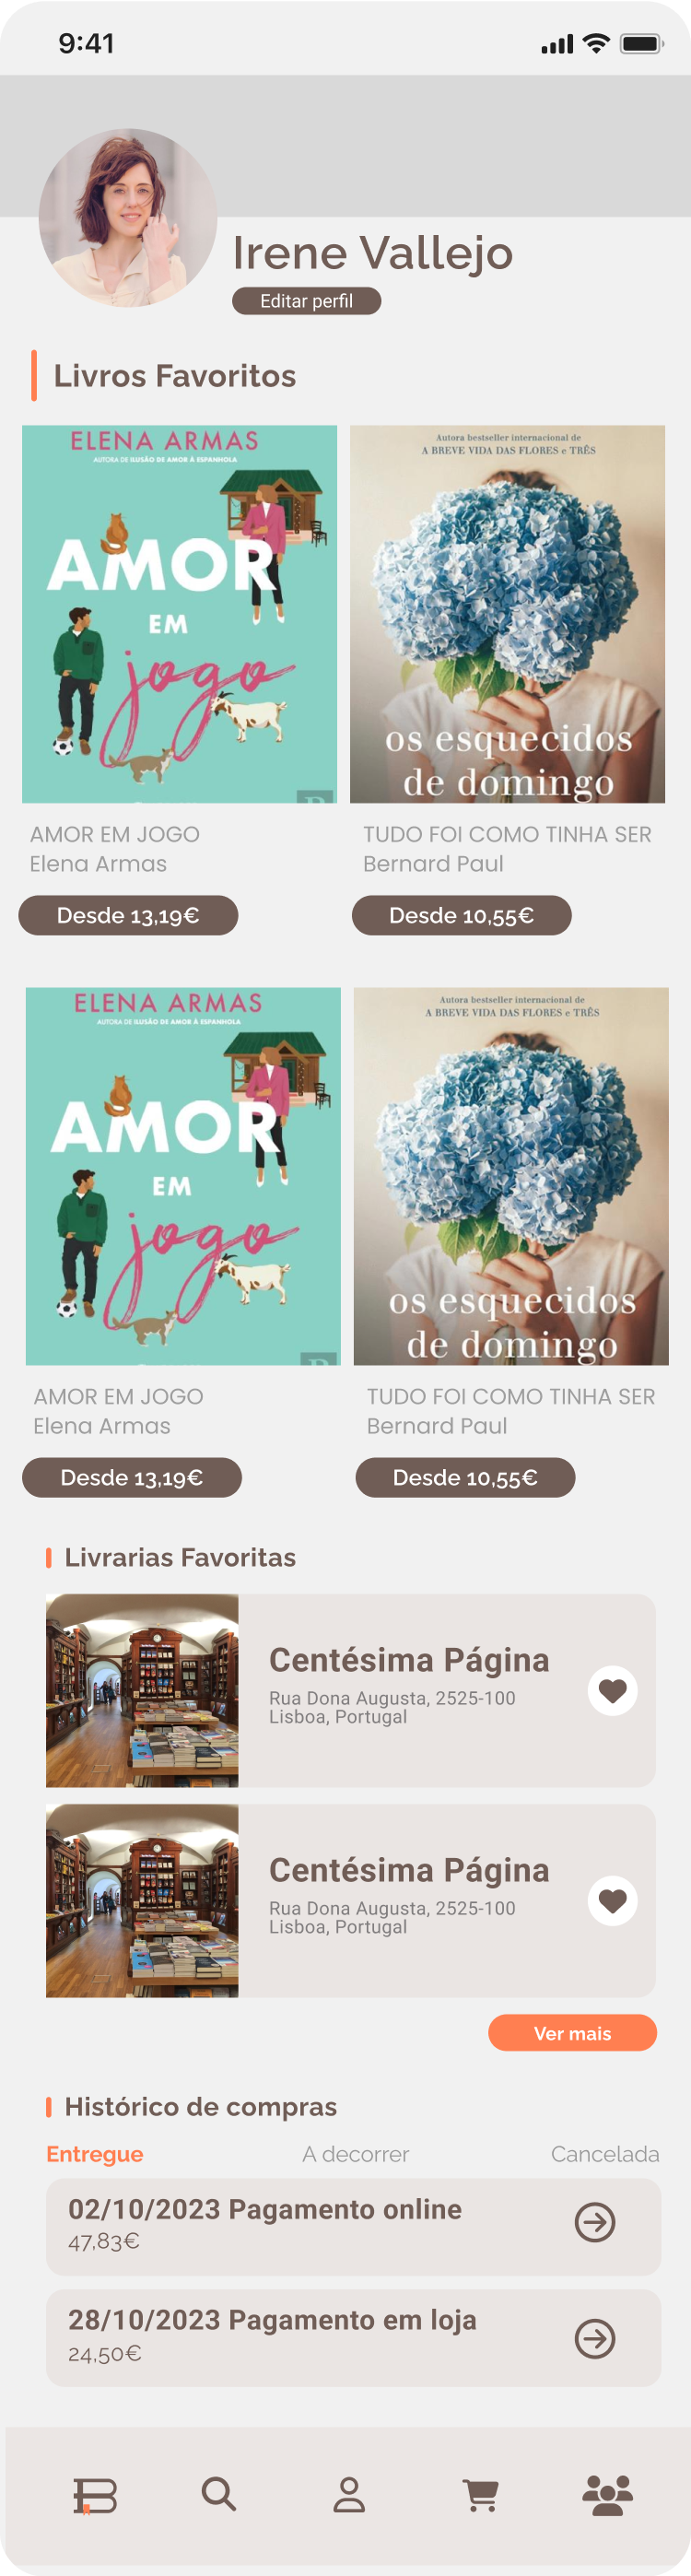 9:41
Irene Vallejo
Editar perfil
Livros Favoritos
ELENA ARMAS
AUTORA DE ILUSÃO DE AMOR À ESPANHOLA
AMOR
EM
jogo
Autora bestseller internacional de
A BREVE VIDA DAS FLORES e TRÊS
os esquecidos
de domingo
AMOR EM JOGO
Elena Armas
Desde 13,19€
TUDO FOI COMO TINHA SER
Bernard Paul
Desde 10,55€
ELENA ARMAS
AUTORA DE ILUSÃO DE AMOR À ESPANHOLA
AMOR
EM
jogo
Autora bestseller internacional de
A BREVE VIDA DAS FLORES e TRÊS
os esquecidos
de domingo
AMOR EM JOGO
Elena Armas
Desde 13,19€
TUDO FOI COMO TINHA SER
Bernard Paul
Desde 10,55€
Livrarias Favoritas
Centésima Página
Rua Dona Augusta, 2525-100
Lisboa, Portugal
Centésima Página
Rua Dona Augusta, 2525-100
Lisboa, Portugal
Ver mais
Histórico de compras
Entregue A decorrer Cancelada
02/10/2023 Pagamento online
47,83€
28/10/2023 Pagamento em loja
24,50€